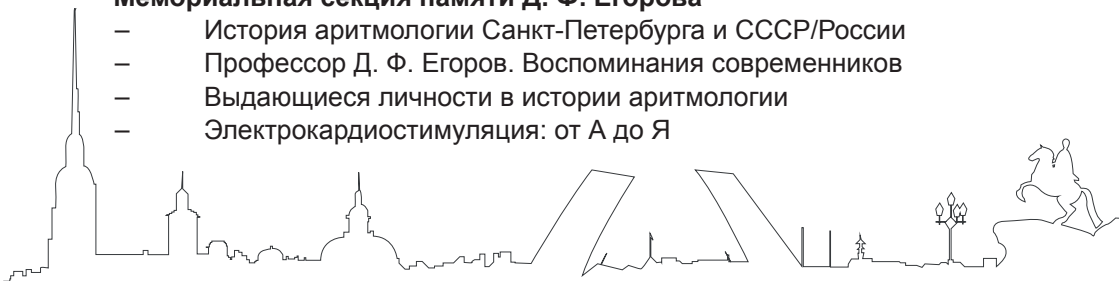 Мемориальная секция памяти Д. Ф. Егорова
– История аритмологии Санкт-Петербурга и СССР/России
– Профессор Д. Ф. Егоров. Воспоминания современников
– Выдающиеся личности в истории аритмологии
– Электрокардиостимуляция: от А до Я